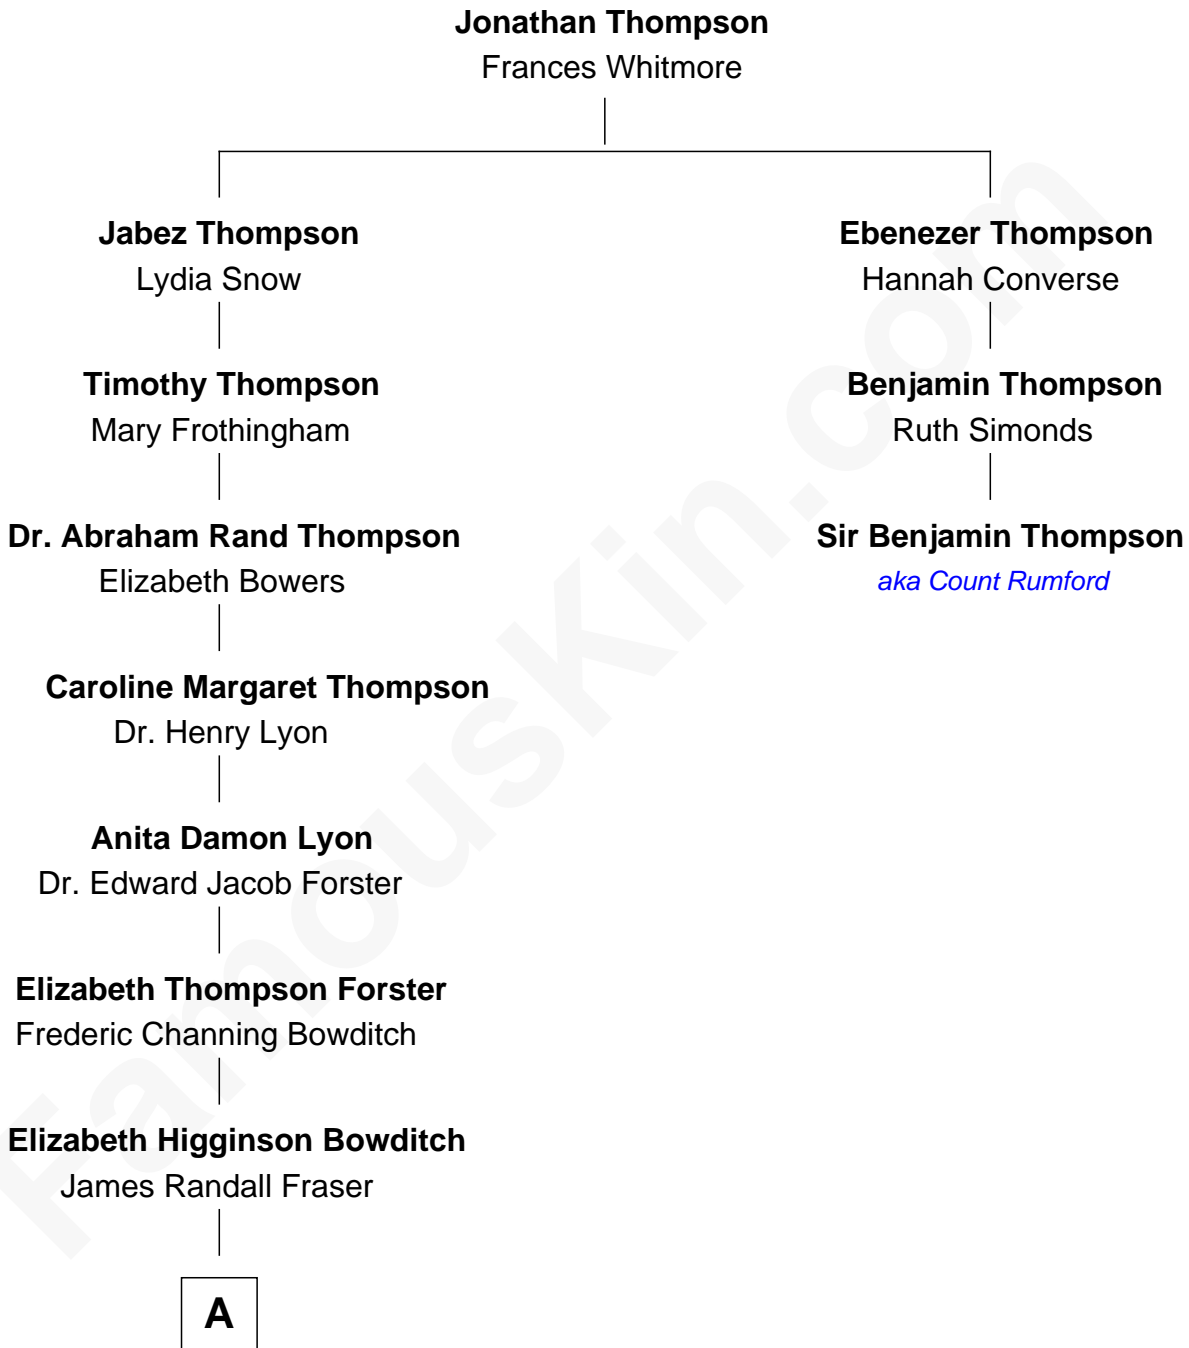 Jonathan Thompson
Frances Whitmore
Jabez Thompson
Lydia Snow
Ebenezer Thompson
Hannah Converse
Timothy Thompson
Mary Frothingham
Benjamin Thompson
Ruth Simonds
Dr. Abraham Rand Thompson
Elizabeth Bowers
Sir Benjamin Thompson
aka Count Rumford
Caroline Margaret Thompson
Dr. Henry Lyon
Anita Damon Lyon
Dr. Edward Jacob Forster
Elizabeth Thompson Forster
Frederic Channing Bowditch
Elizabeth Higginson Bowditch
James Randall Fraser
A
FamousKin.com